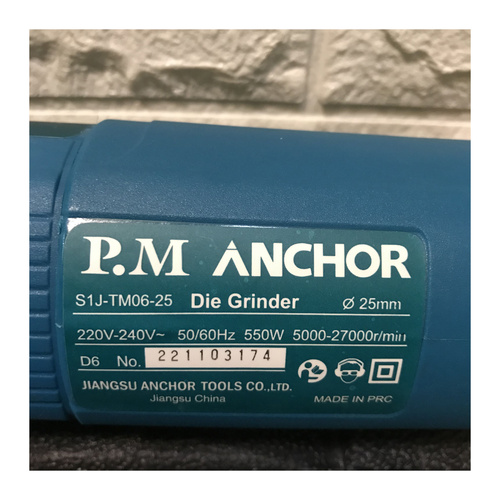 P.M ANCHOR
S1J-TM06-25 Die Grinder Ø 25mm
220V-240V~ 50/60Hz 550W 5000-27000r/min
D6 No. 221103174
JIANGSU ANCHOR TOOLS CO.,LTD.
Jiangsu China MADE IN PRC